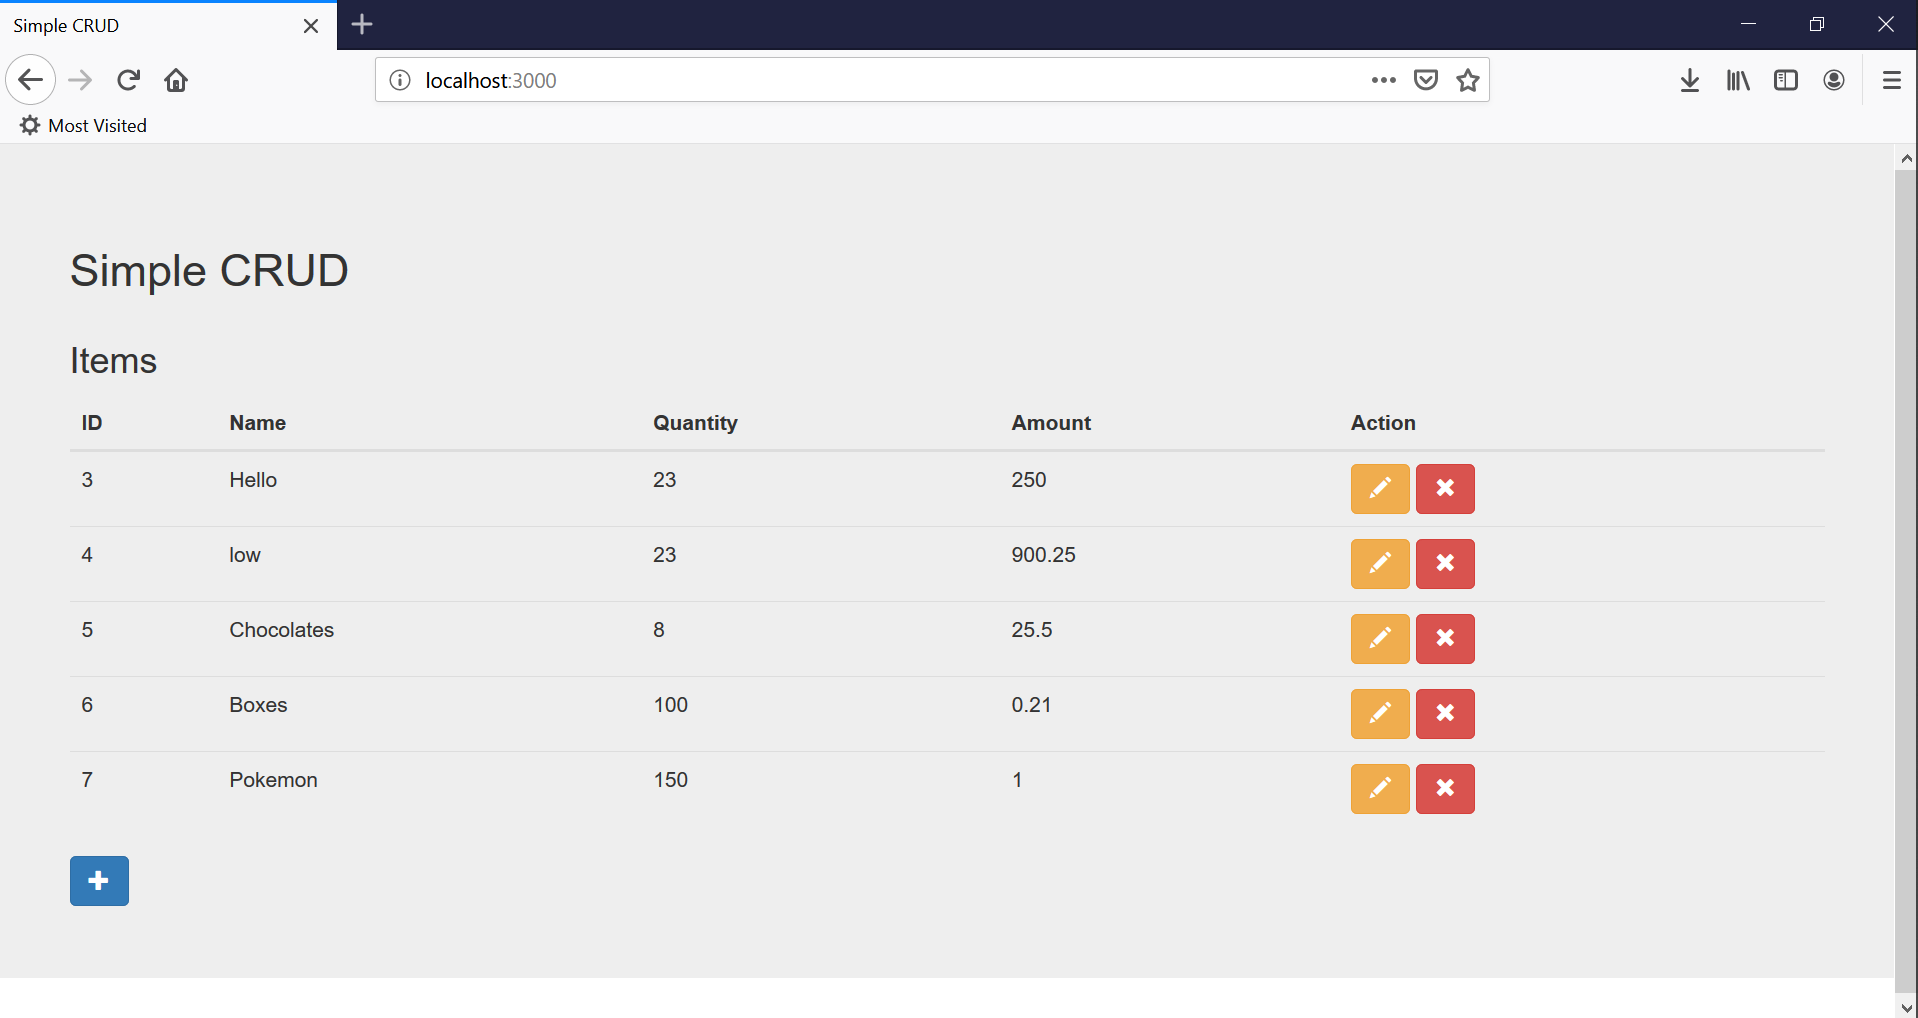 Simple CRUD
localhost:3000
Most Visited
Simple CRUD
Items
ID Name Quantity Amount Action
3 Hello 23 250
4 low 23 900.25
5 Chocolates 8 25.5
6 Boxes 100 0.21
7 Pokemon 150 1